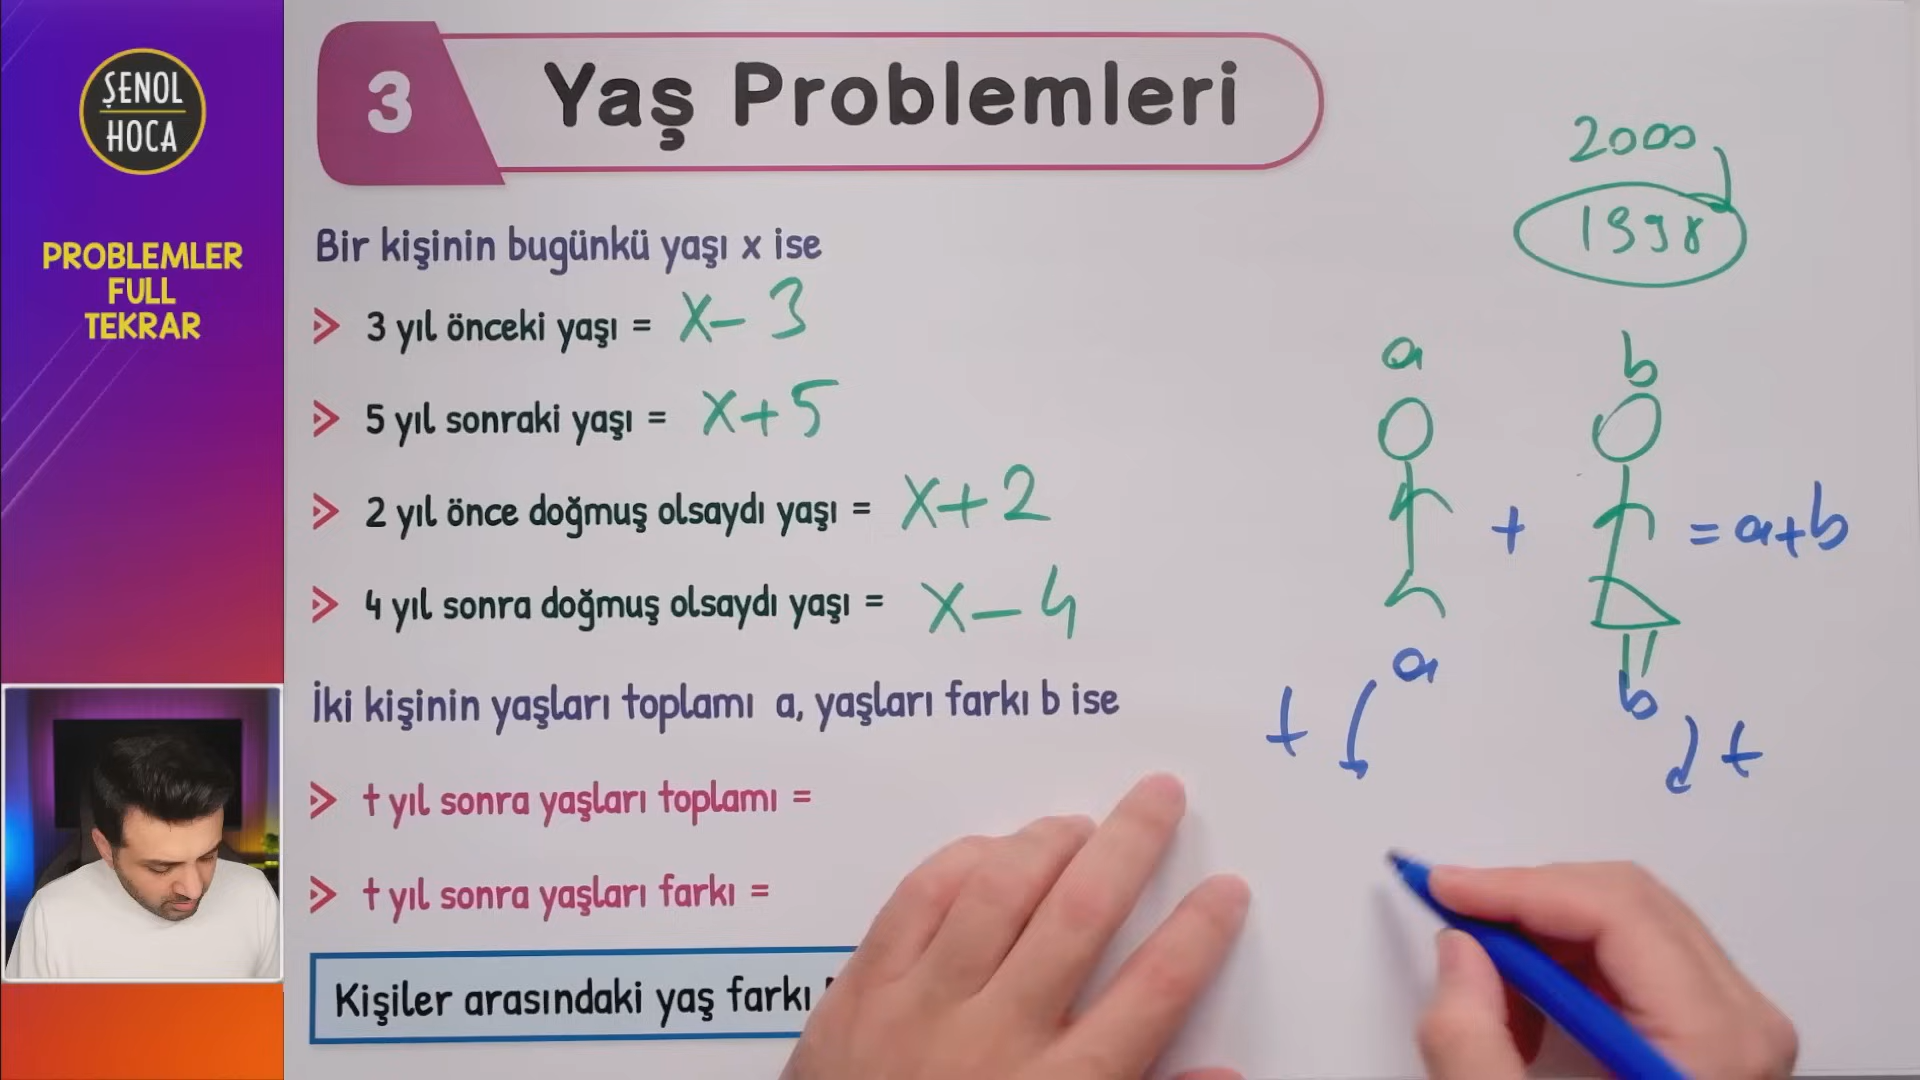 ŞENOL
HOCA
PROBLEMLER
FULL
TEKRAR
3
Yaş Problemleri
2000
1998
Bir kişinin bugünkü yaşı x ise
3 yıl önceki yaşı = x-3
5 yıl sonraki yaşı = x+5
2 yıl önce doğmuş olsaydı yaşı = x+2
4 yıl sonra doğmuş olsaydı yaşı = x-4
a b
+ = a+b
a b
t t
İki kişinin yaşları toplamı a, yaşları farkı b ise
t yıl sonra yaşları toplamı =
t yıl sonra yaşları farkı =
Kişiler arasındaki yaş farkı